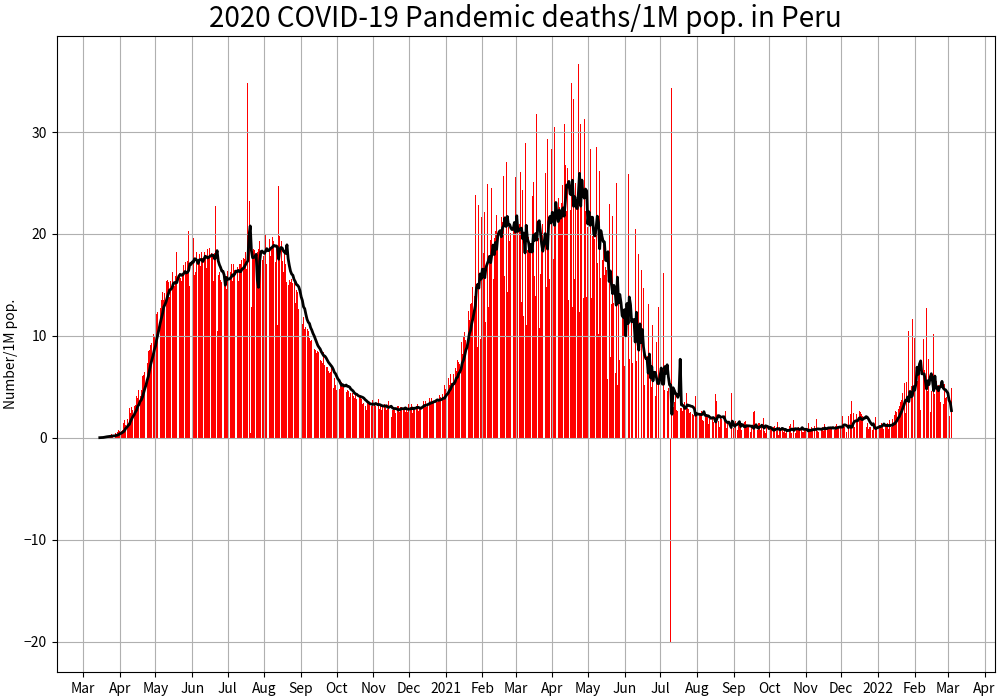 2020 COVID-19 Pandemic deaths/1M pop. in Peru
Number/1M pop.
30
20
10
0
−10
−20
Mar Apr May Jun Jul Aug Sep Oct Nov Dec 2021 Feb Mar Apr May Jun Jul Aug Sep Oct Nov Dec 2022 Feb Mar Apr